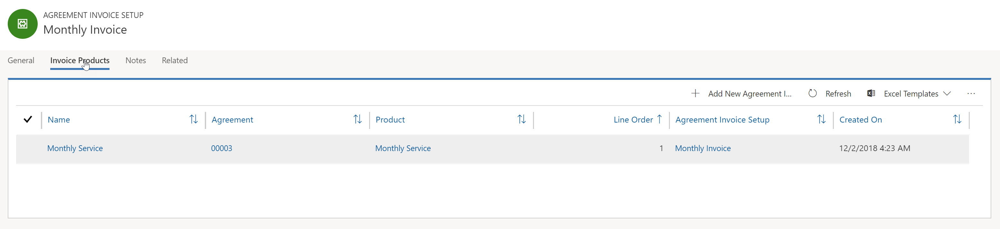 AGREEMENT INVOICE SETUP
Monthly Invoice
General Invoice Products Notes Related
Add New Agreement I... Refresh Excel Templates ...
Name Agreement Product Line Order Agreement Invoice Setup Created On
Monthly Service 00003 Monthly Service 1 Monthly Invoice 12/2/2018 4:23 AM